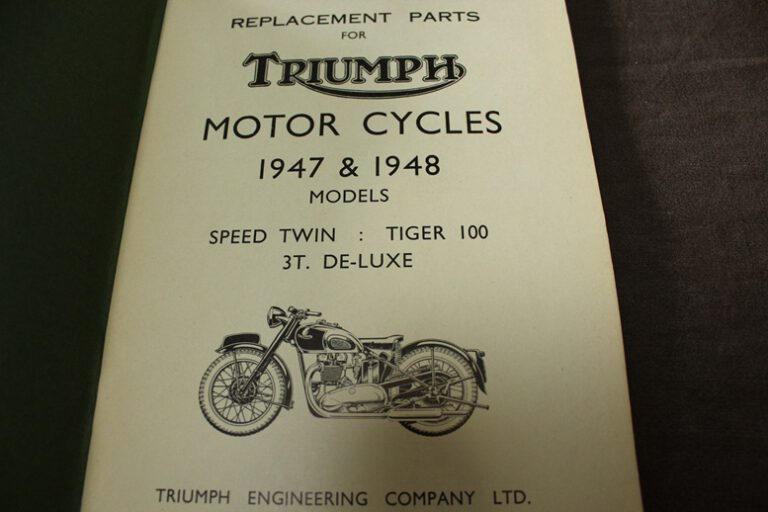 REPLACEMENT PARTS
FOR
TRIUMPH
MOTOR CYCLES
1947 & 1948
MODELS
SPEED TWIN : TIGER 100
3T. DE-LUXE
TRIUMPH ENGINEERING COMPANY LTD.